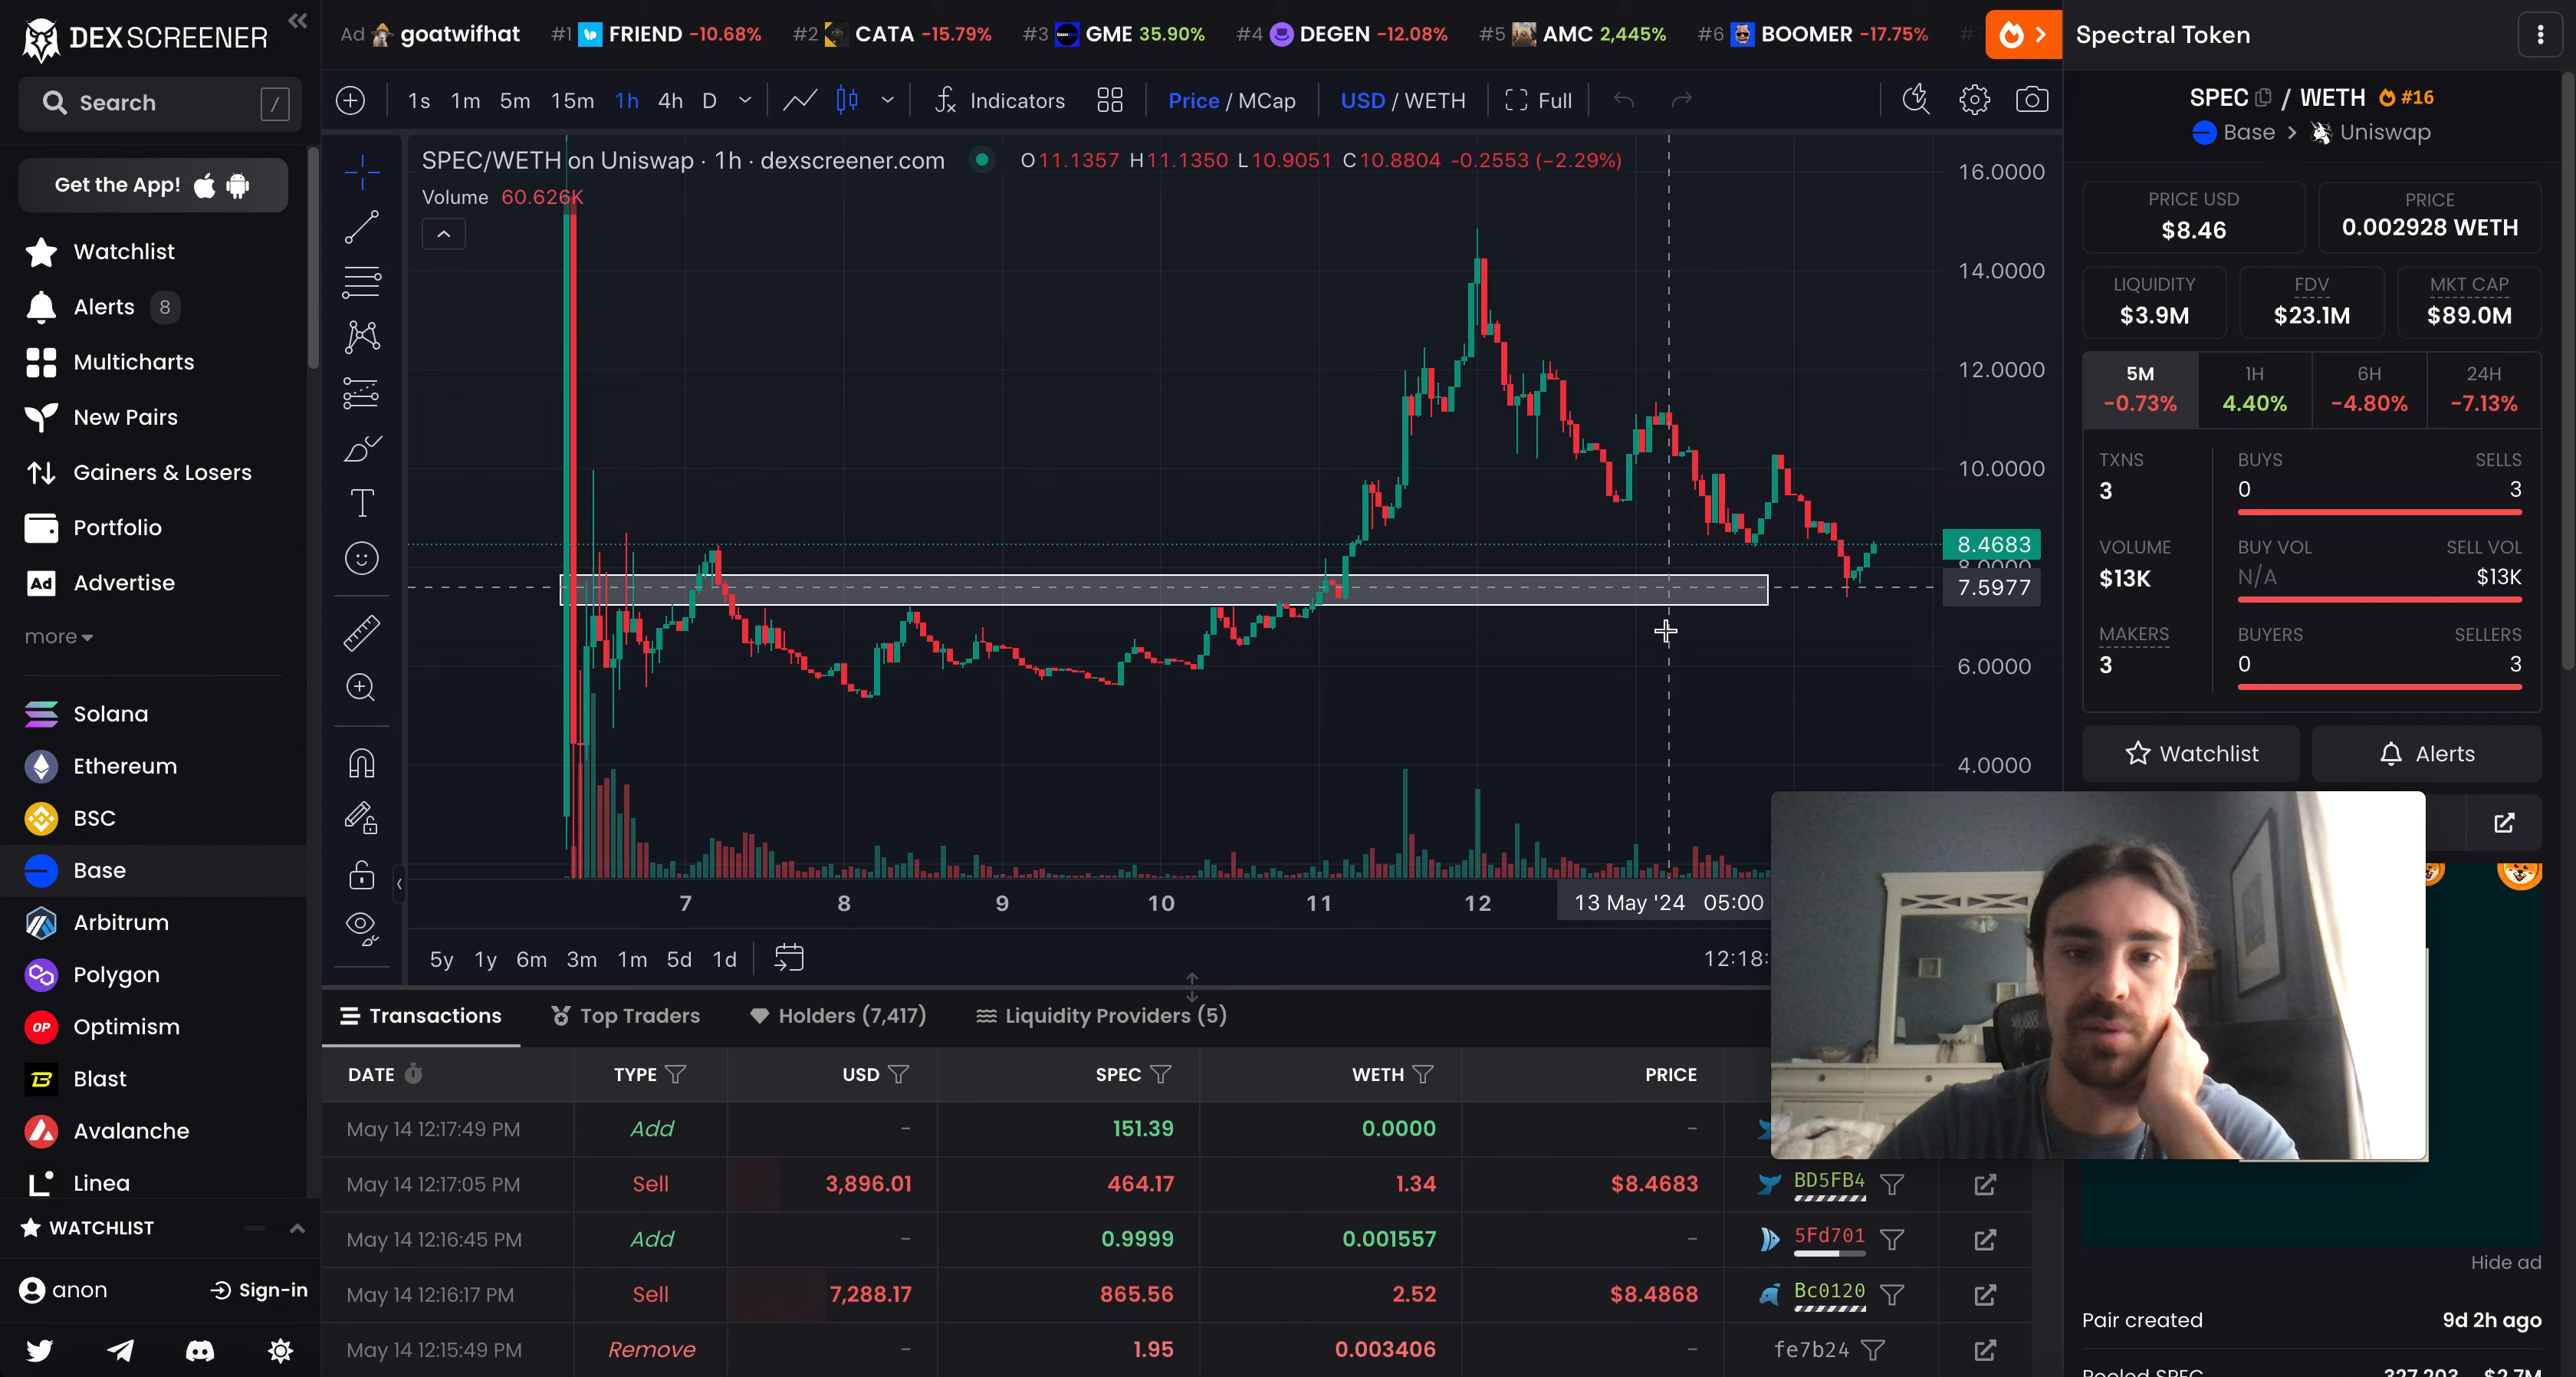 DEX SCREENER
Search /
Get the App!
Watchlist
Alerts 8
Multicharts
New Pairs
Gainers & Losers
Portfolio
Ad Advertise
more
Solana
Ethereum
BSC
Base
Arbitrum
Polygon
OP Optimism
Blast
Avalanche
Linea
WATCHLIST
anon Sign-in
Ad goatwifhat #1 FRIEND -10.68% #2 CATA -15.79% #3 GME 35.90% #4 DEGEN -12.08% #5 AMC 2,445% #6 BOOMER -17.75%
1s 1m 5m 15m 1h 4h D Indicators Price / MCap USD / WETH Full
SPEC/WETH on Uniswap · 1h · dexscreener.com O11.1357 H11.1350 L10.9051 C10.8804 -0.2553 (−2.29%)
Volume 60.626K
16.0000
14.0000
12.0000
10.0000
8.4683
8.0000
7.5977
6.0000
4.0000
7 8 9 10 11 12 13 May '24 05:00
5y 1y 6m 3m 1m 5d 1d 12:18:
Transactions Top Traders Holders (7,417) Liquidity Providers (5)
DATE TYPE USD SPEC WETH PRICE
May 14 12:17:49 PM Add - 151.39 0.0000 -
May 14 12:17:05 PM Sell 3,896.01 464.17 1.34 $8.4683 BD5FB4
May 14 12:16:45 PM Add - 0.9999 0.001557 - 5Fd701
May 14 12:16:17 PM Sell 7,288.17 865.56 2.52 $8.4868 Bc0120
May 14 12:15:49 PM Remove - 1.95 0.003406 - fe7b24
Spectral Token
SPEC / WETH #16
Base > Uniswap
PRICE USD PRICE
$8.46 0.002928 WETH
LIQUIDITY FDV MKT CAP
$3.9M $23.1M $89.0M
5M 1H 6H 24H
-0.73% 4.40% -4.80% -7.13%
TXNS BUYS SELLS
3 0 3
VOLUME BUY VOL SELL VOL
$13K N/A $13K
MAKERS BUYERS SELLERS
3 0 3
Watchlist Alerts
Hide ad
Pair created 9d 2h ago
Pooled SPEC 327,203 $2.7M